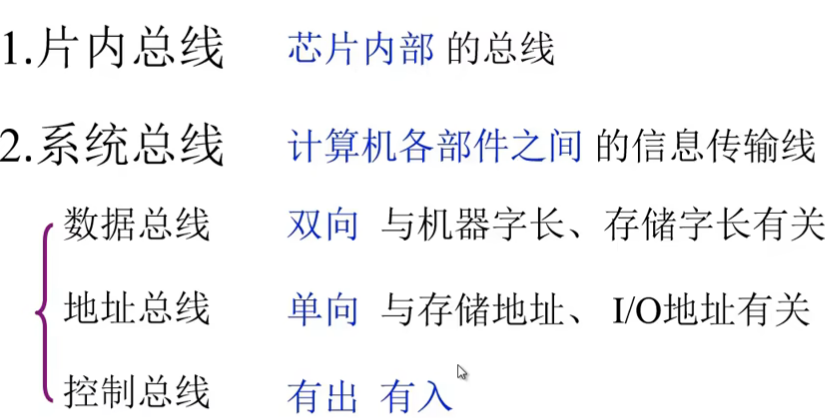 1.片内总线 芯片内部 的总线
2.系统总线 计算机各部件之间 的信息传输线
数据总线 双向 与机器字长、存储字长有关
地址总线 单向 与存储地址、 I/O地址有关
控制总线 有出 有入